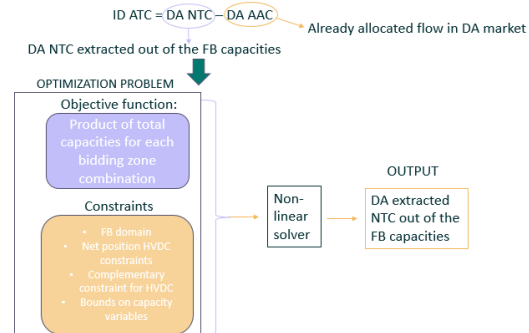 ID ATC = DA NTC – DA AAC
Already allocated flow in DA market
DA NTC extracted out of the FB capacities
OPTIMIZATION PROBLEM
Objective function:
Product of total
capacities for each
bidding zone
combination
Constraints
• FB domain
• Net position HVDC
constraints
• Complementary
constraint for HVDC
• Bounds on capacity
variables
Non-
linear
solver
OUTPUT
DA extracted
NTC out of the
FB capacities